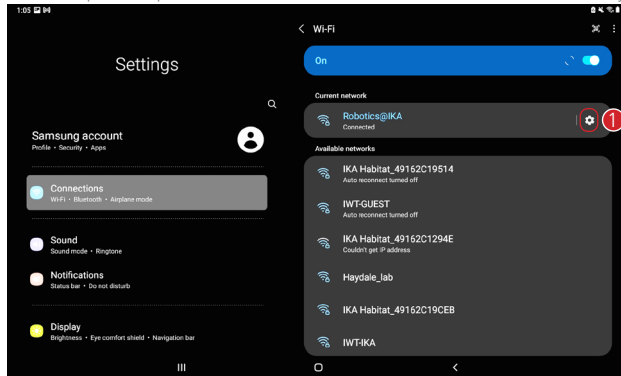 1:05
Settings
Samsung account
Profile • Security • Apps
Connections
Wi-Fi • Bluetooth • Airplane mode
Sound
Sound mode • Ringtone
Notifications
Status bar • Do not disturb
Display
Brightness • Eye comfort shield • Navigation bar
Wi-Fi
On
Current network
Robotics@IKA
Connected
1
Available networks
IKA Habitat_49162C19514
Auto reconnect turned off
IWT-GUEST
Auto reconnect turned off
IKA Habitat_49162C1294E
Couldn't get IP address
Haydale_lab
IKA Habitat_49162C19CEB
IWT-IKA